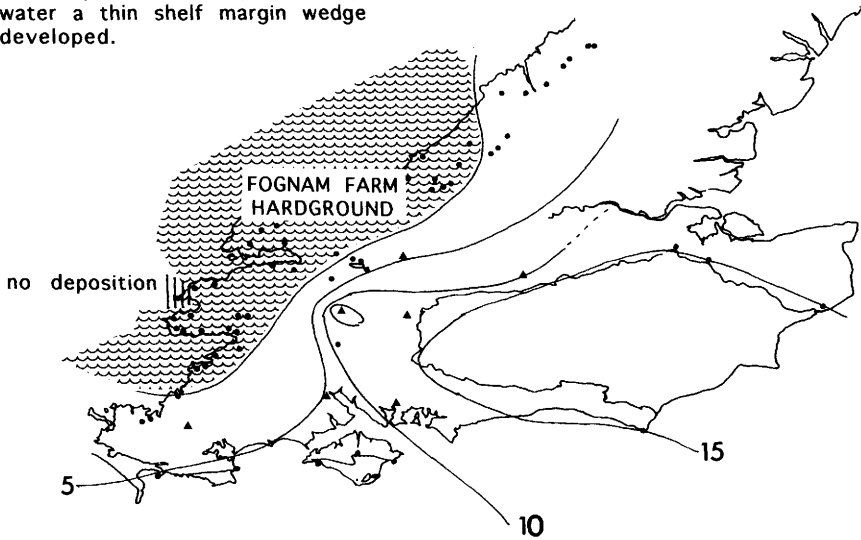 water a thin shelf margin wedge
developed.
FOGNAM FARM
HARDGROUND
no deposition
5
15
10